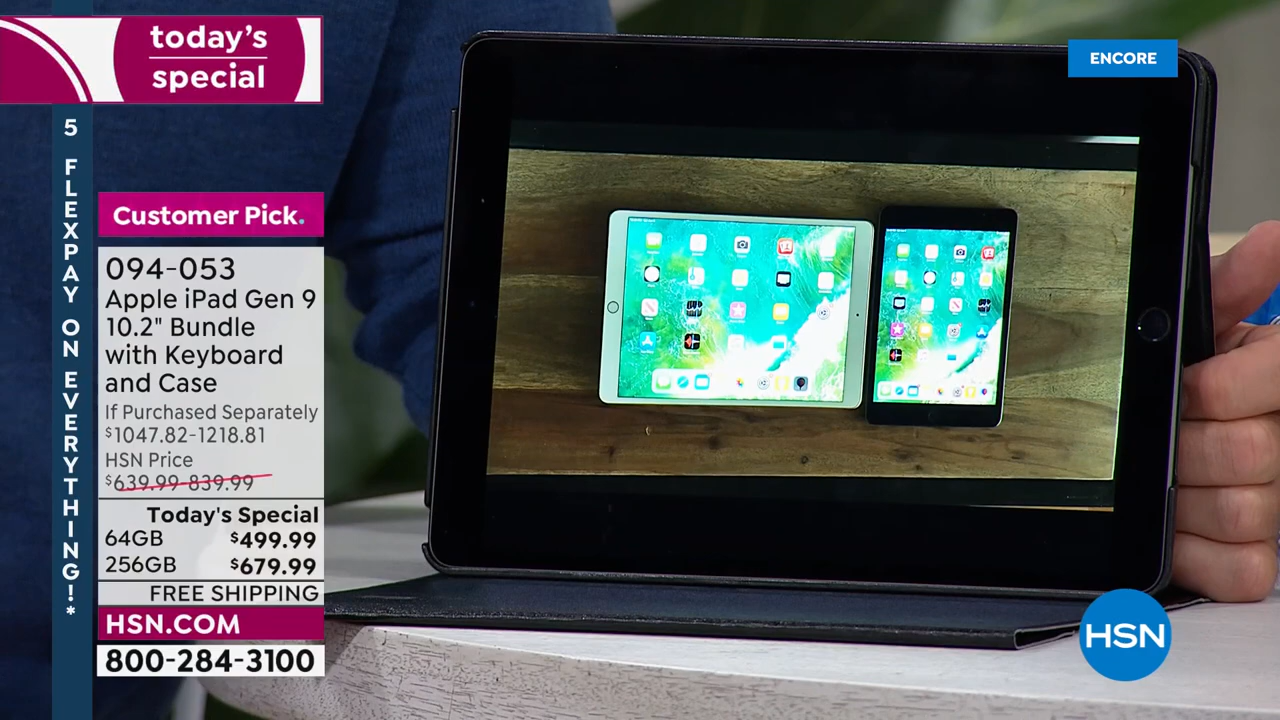 today's
special
ENCORE
5 FLEXPAY ON EVERYTHING!*
Customer Pick.
094-053
Apple iPad Gen 9
10.2" Bundle
with Keyboard
and Case
If Purchased Separately
$1047.82-1218.81
HSN Price
$639.99-839.99
Today's Special
64GB $499.99
256GB $679.99
FREE SHIPPING
HSN.COM
800-284-3100
HSN